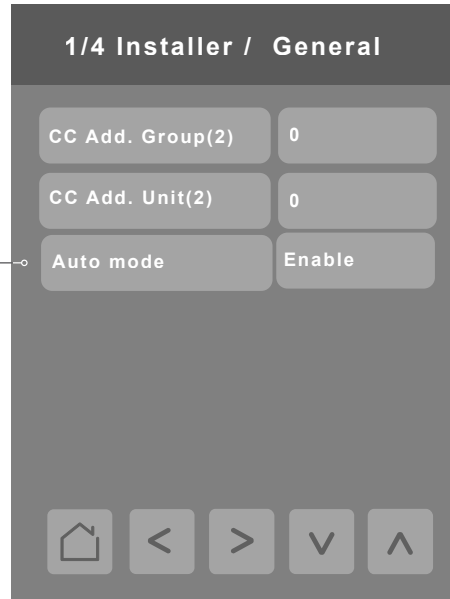 1/4 Installer / General
CC Add. Group(2) 0
CC Add. Unit(2) 0
Auto mode Enable